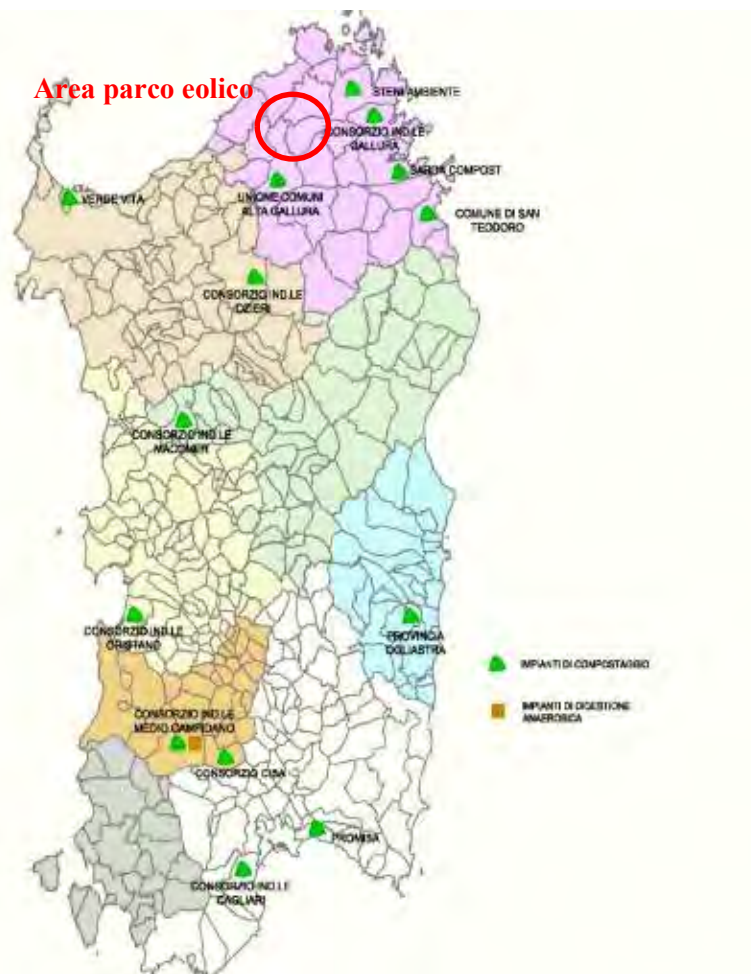 Area parco eolico
STENI AMBIENTE
CONSORZIO IND.LE
GALLURA
COMPOST
VERDE VITA
UNIONE COMUNI
ALTA GALLURA
COMUNE DI SAN
TEODORO
CONSORZIO IND.LE
OZIERI
CONSORZIO IND.LE
MACOMER
CONSORZIO IND.LE
ORISTANO
PROVINCIA
OGLIASTRA
IMPIANTI DI COMPOSTAGGIO
IMPIANTI DI DIGESTIONE
ANAEROBICA
CONSORZIO IND.LE
MEDIO CAMPIDANO
CONSORZIO CISA
PROMISA
CONSORZIO IND.LE
CAGLIARI